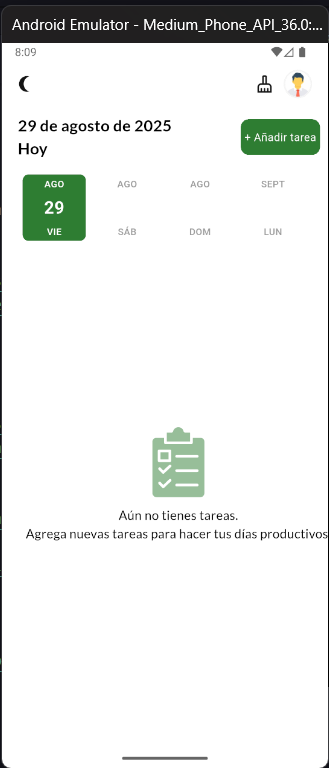 Android Emulator - Medium_Phone_API_36.0:...
8:09
29 de agosto de 2025
Hoy
+ Añadir tarea
AGO AGO AGO SEPT
29
VIE SÁB DOM LUN
Aún no tienes tareas.
Agrega nuevas tareas para hacer tus días productivos